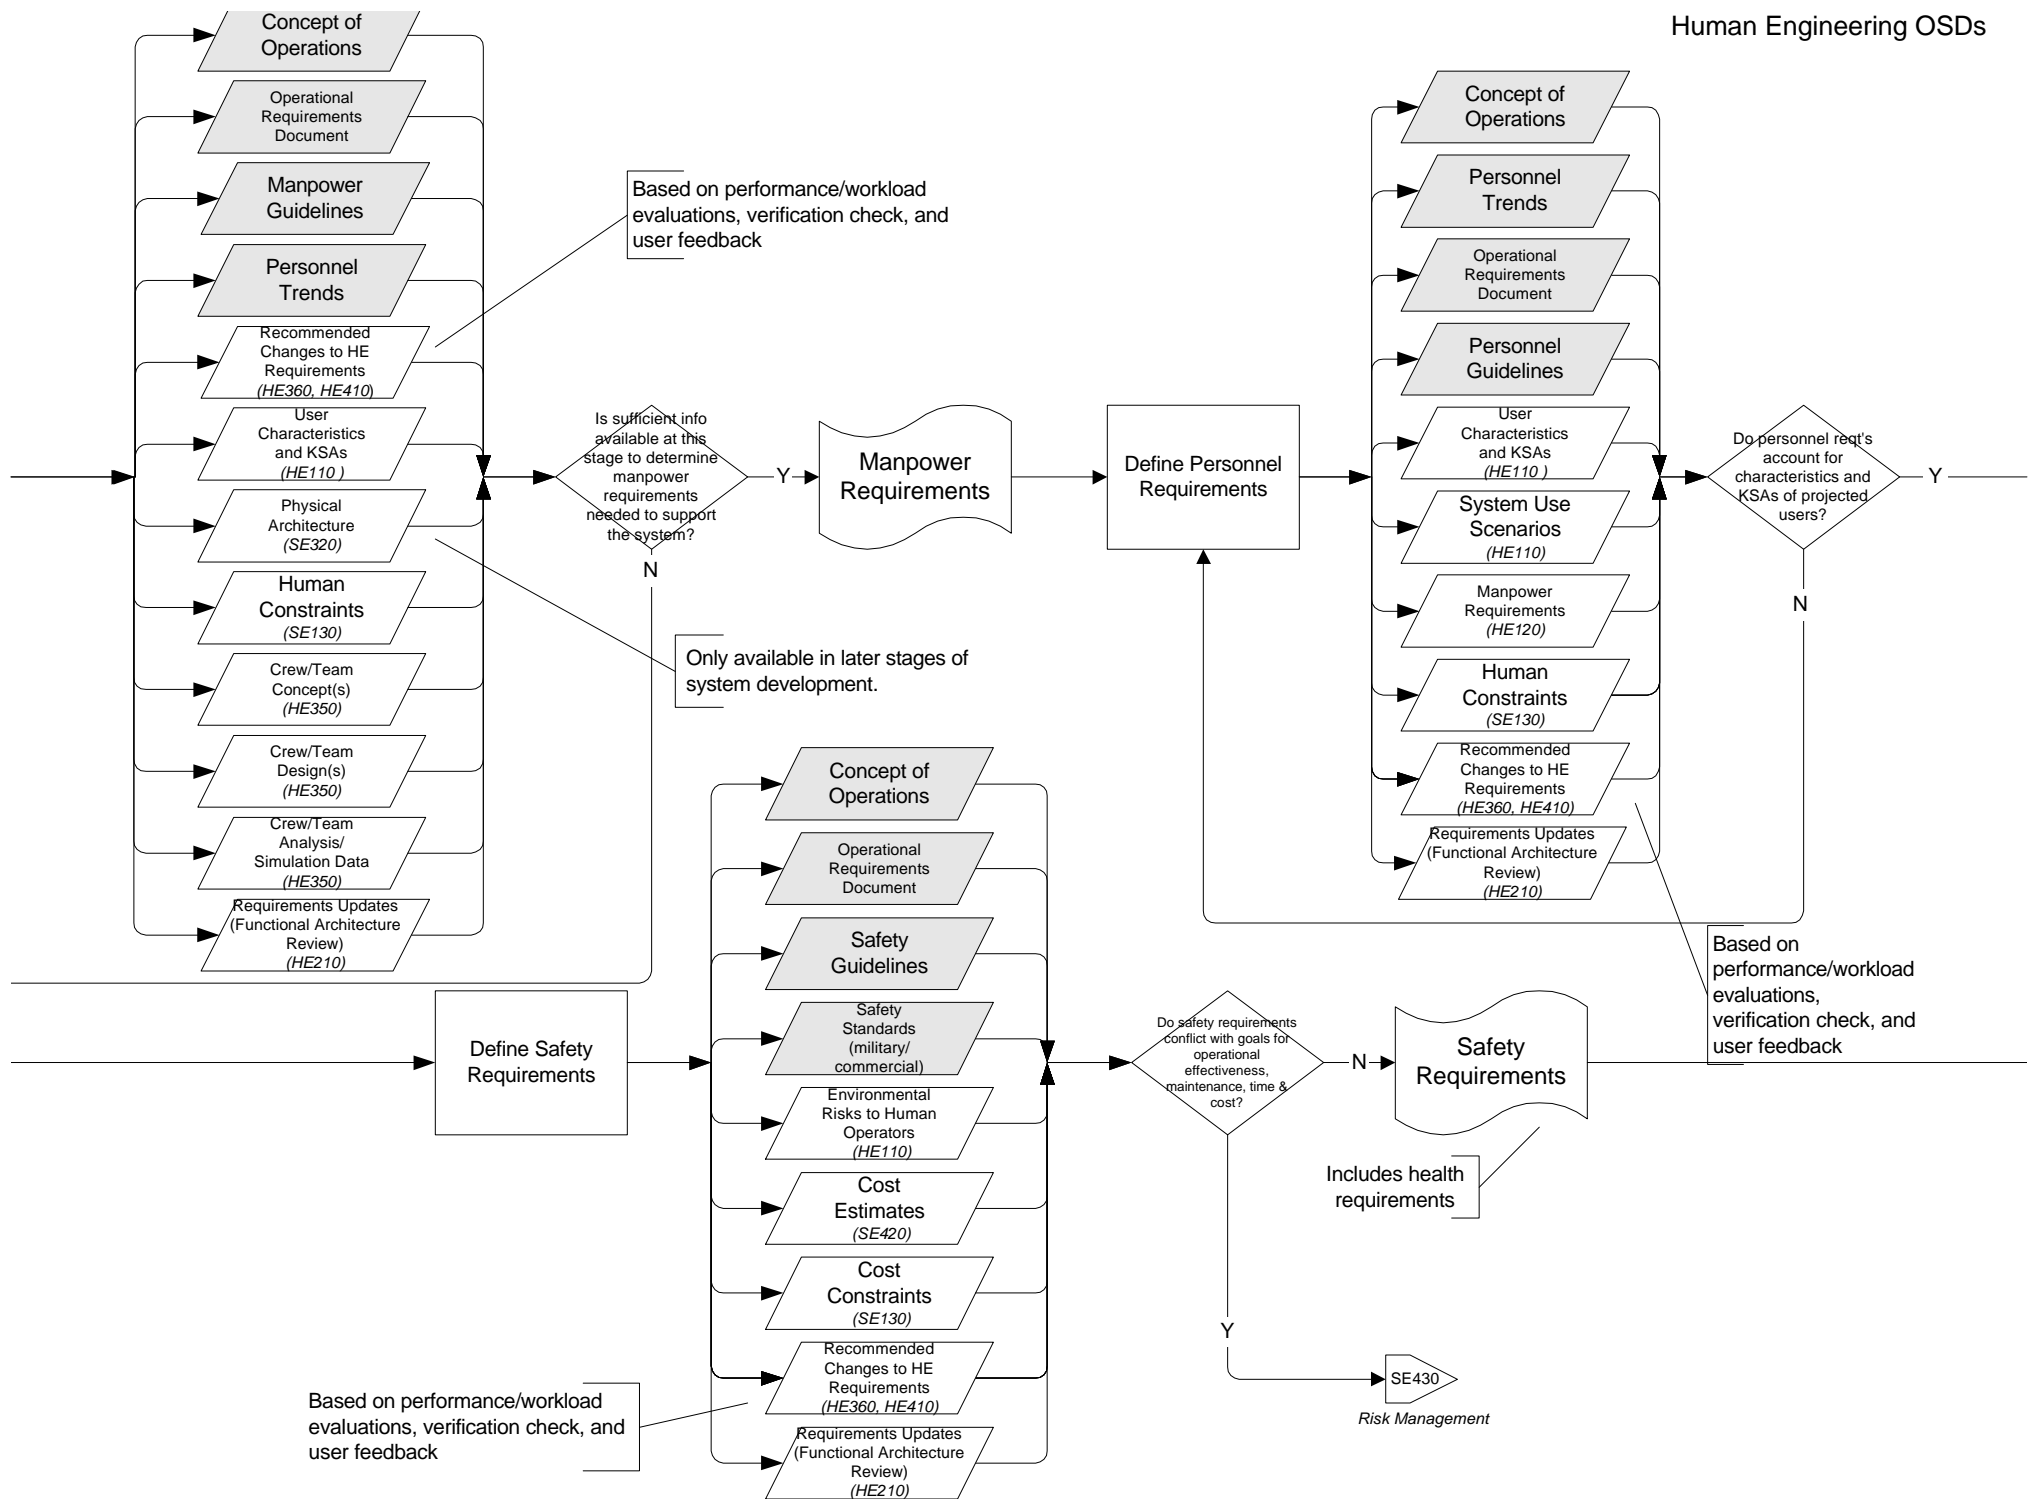 Human Engineering OSDs
Concept of
Operations
Operational
Requirements
Document
Manpower
Guidelines
Personnel
Trends
Recommended
Changes to HE
Requirements
(HE360, HE410)
User
Characteristics
and KSAs
(HE110 )
Physical
Architecture
(SE320)
Human
Constraints
(SE130)
Crew/Team
Concept(s)
(HE350)
Crew/Team
Design(s)
(HE350)
Crew/Team
Analysis/
Simulation Data
(HE350)
Requirements Updates
(Functional Architecture
Review)
(HE210)
Based on performance/workload
evaluations, verification check, and
user feedback
Only available in later stages of
system development.
Is sufficient info
available at this
stage to determine
manpower
requirements
needed to support
the system?
Y
N
Manpower
Requirements
Define Personnel
Requirements
Concept of
Operations
Personnel
Trends
Operational
Requirements
Document
Personnel
Guidelines
User
Characteristics
and KSAs
(HE110 )
System Use
Scenarios
(HE110)
Manpower
Requirements
(HE120)
Human
Constraints
(SE130)
Recommended
Changes to HE
Requirements
(HE360, HE410)
Requirements Updates
(Functional Architecture
Review)
(HE210)
Do personnel reqt's
account for
characteristics and
KSAs of projected
users?
Y
N
Based on
performance/workload
evaluations,
verification check, and
user feedback
Define Safety
Requirements
Concept of
Operations
Operational
Requirements
Document
Safety
Guidelines
Safety
Standards
(military/
commercial)
Environmental
Risks to Human
Operators
(HE110)
Cost
Estimates
(SE420)
Cost
Constraints
(SE130)
Recommended
Changes to HE
Requirements
(HE360, HE410)
Requirements Updates
(Functional Architecture
Review)
(HE210)
Based on performance/workload
evaluations, verification check, and
user feedback
Do safety requirements
conflict with goals for
operational
effectiveness,
maintenance, time &
cost?
N
Y
Safety
Requirements
Includes health
requirements
SE430
Risk Management